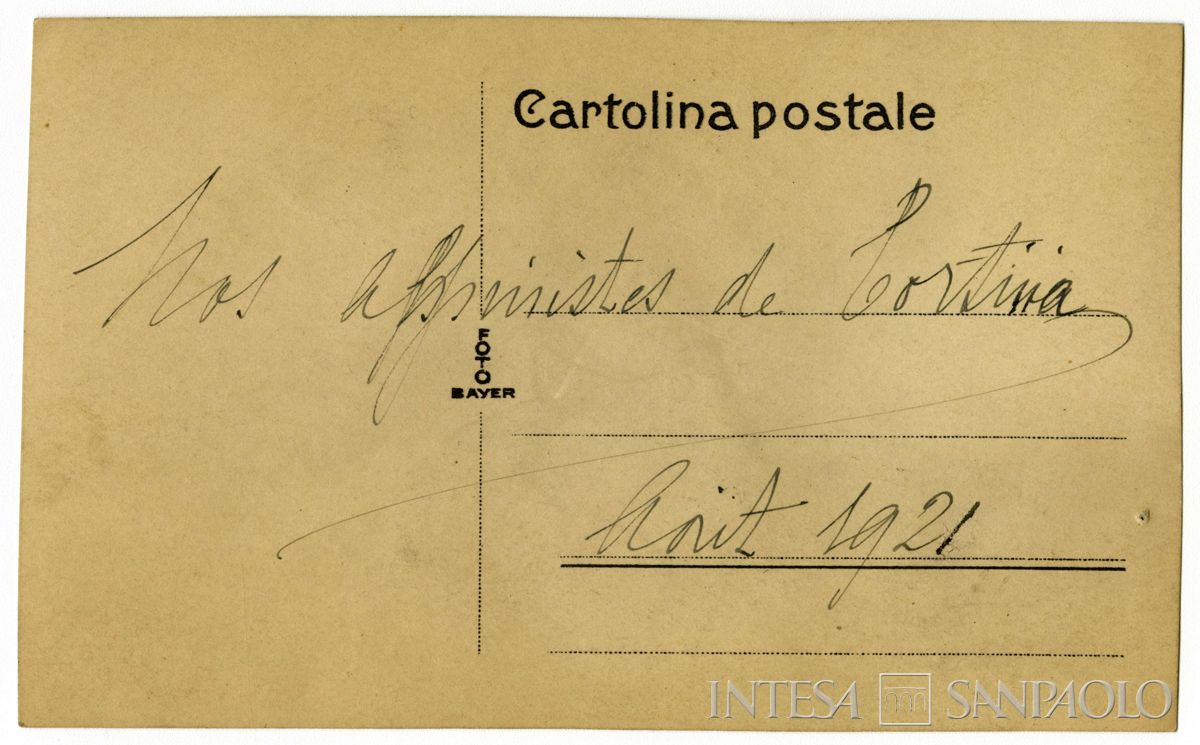 Cartolina postale
Nos alpinistes de Cortina
FOTO
BAYER
Août 1921
INTESA SANPAOLO